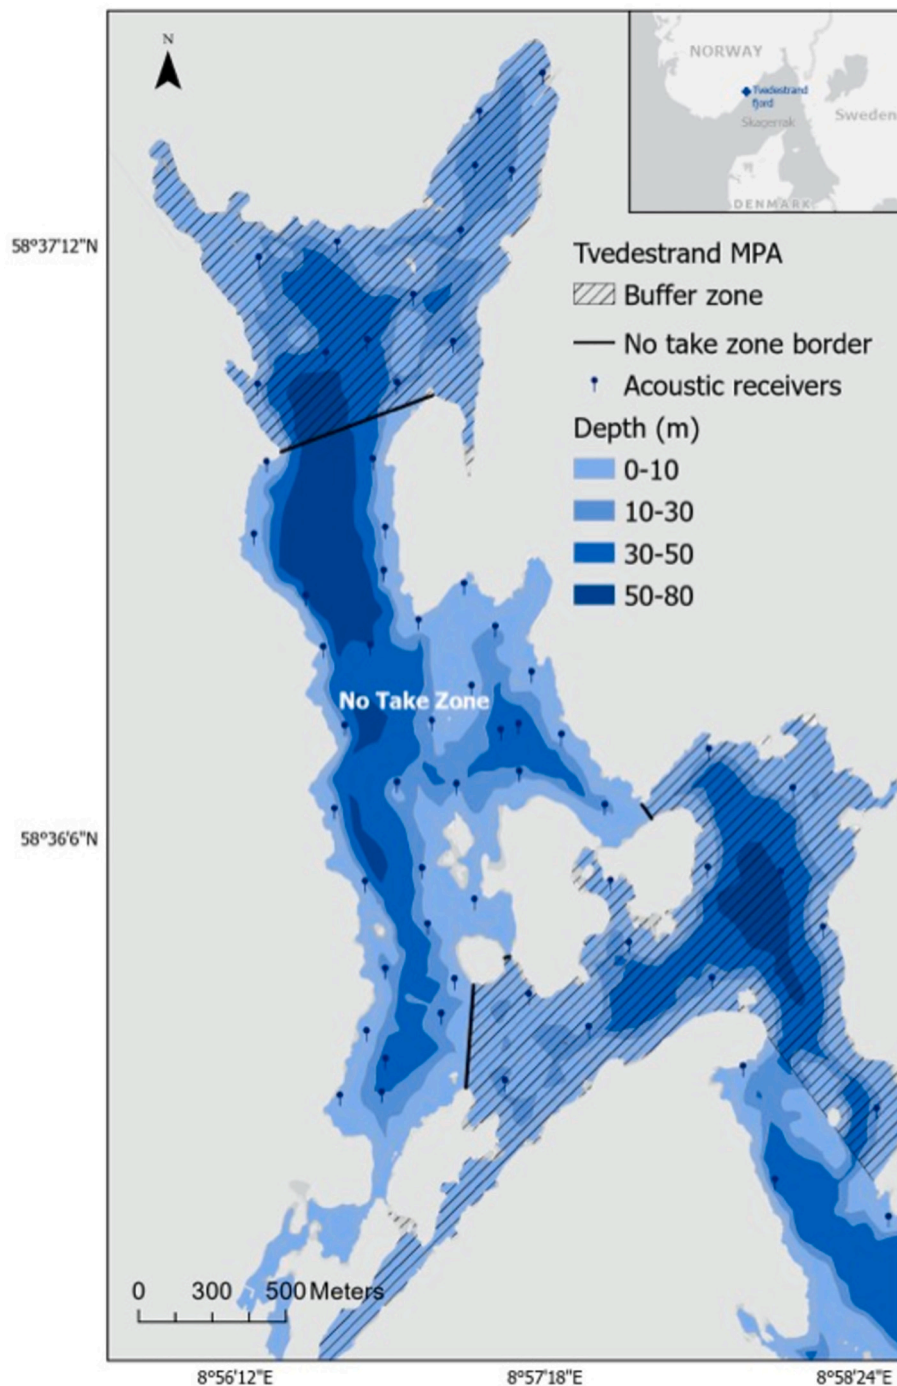 N
NORWAY
Tvedestrand
fjord
Skagerrak
Sweden
DENMARK
58°37'12"N
Tvedestrand MPA
Buffer zone
No take zone border
Acoustic receivers
Depth (m)
0-10
10-30
30-50
50-80
No Take Zone
58°36'6"N
0 300 500 Meters
8°56'12"E 8°57'18"E 8°58'24"E